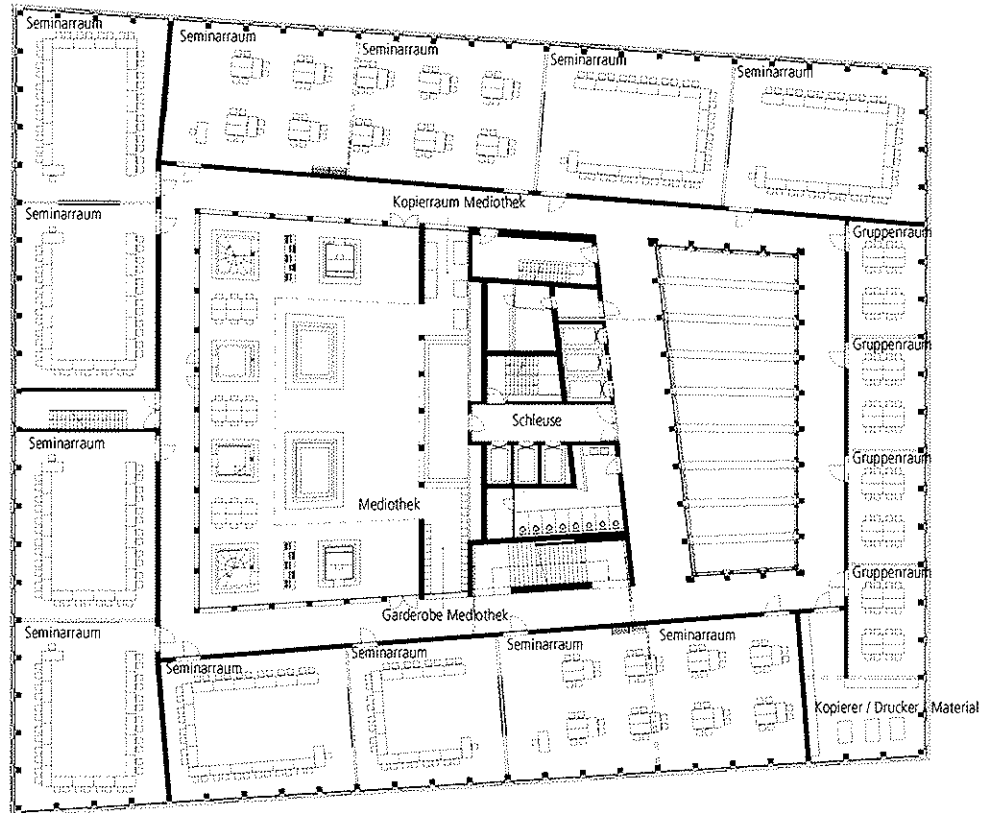 Seminarraum
Seminarraum
Seminarraum
Seminarraum
Seminarraum
Seminarraum
Kopierraum Mediothek
Gruppenraum
Gruppenraum
Schleuse
Seminarraum
Gruppenraum
Mediothek
Gruppenraum
Garderobe Mediothek
Seminarraum
Seminarraum
Seminarraum
Seminarraum
Seminarraum
Kopierer / Drucker / Material